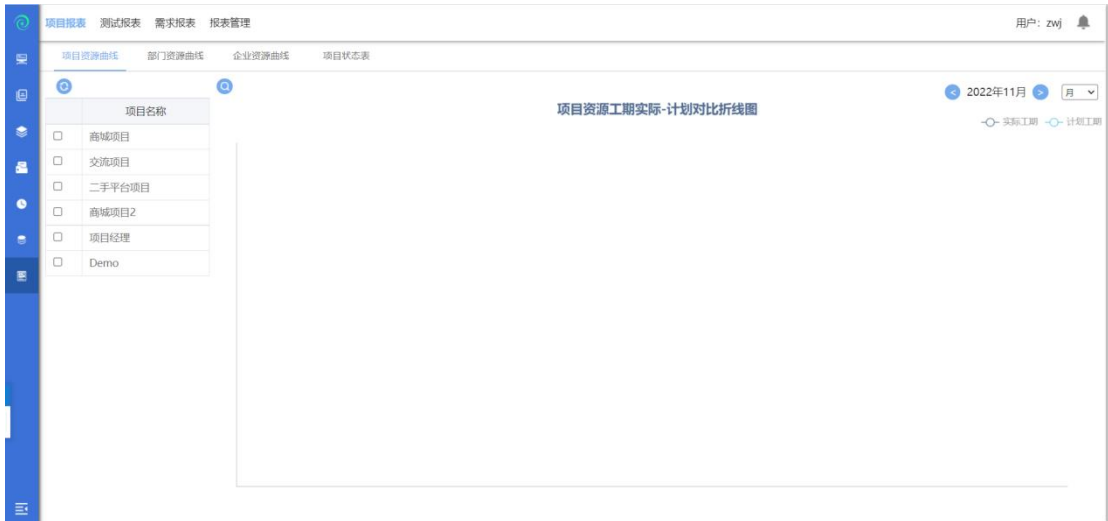 项目报表 测试报表 需求报表 报表管理 用户：zwj
项目资源曲线 部门资源曲线 企业资源曲线 项目状态表
< 2022年11月 > 月
项目资源工期实际-计划对比折线图
实际工期 计划工期
项目名称
商城项目
交流项目
二手平台项目
商城项目2
项目经理
Demo